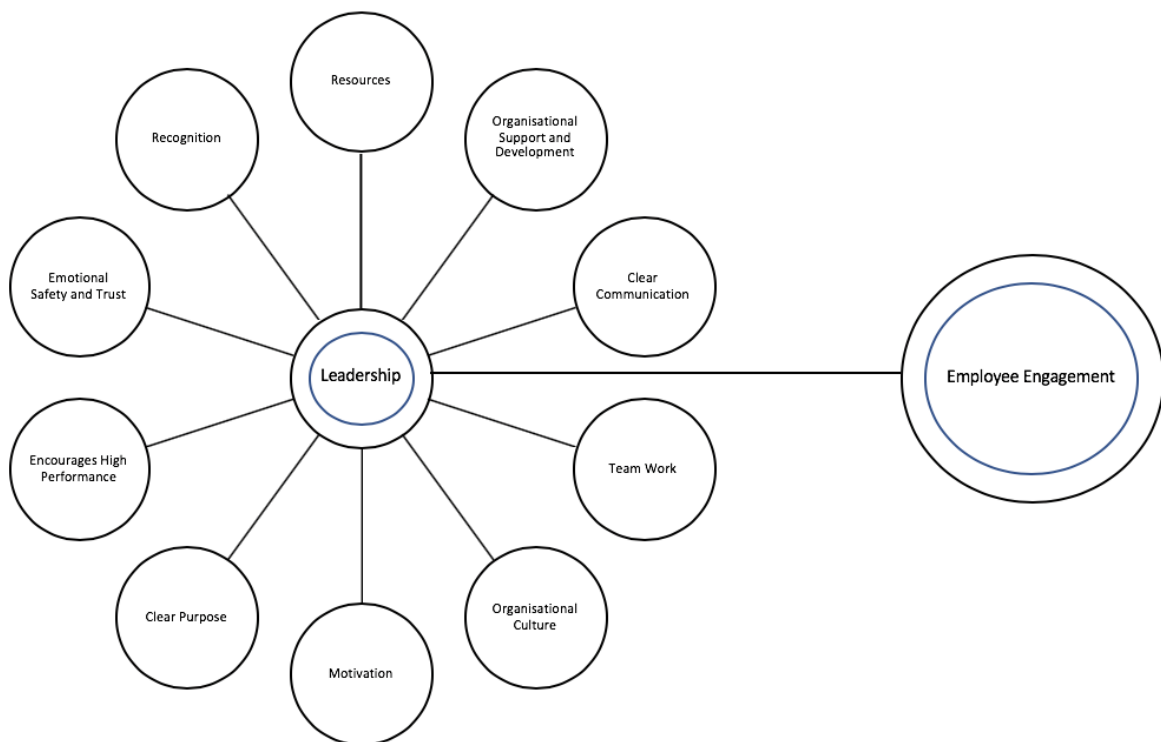 Resources
Recognition
Organisational
Support and
Development
Emotional
Safety and Trust
Clear
Communication
Leadership
Employee Engagement
Encourages High
Performance
Team Work
Clear Purpose
Organisational
Culture
Motivation